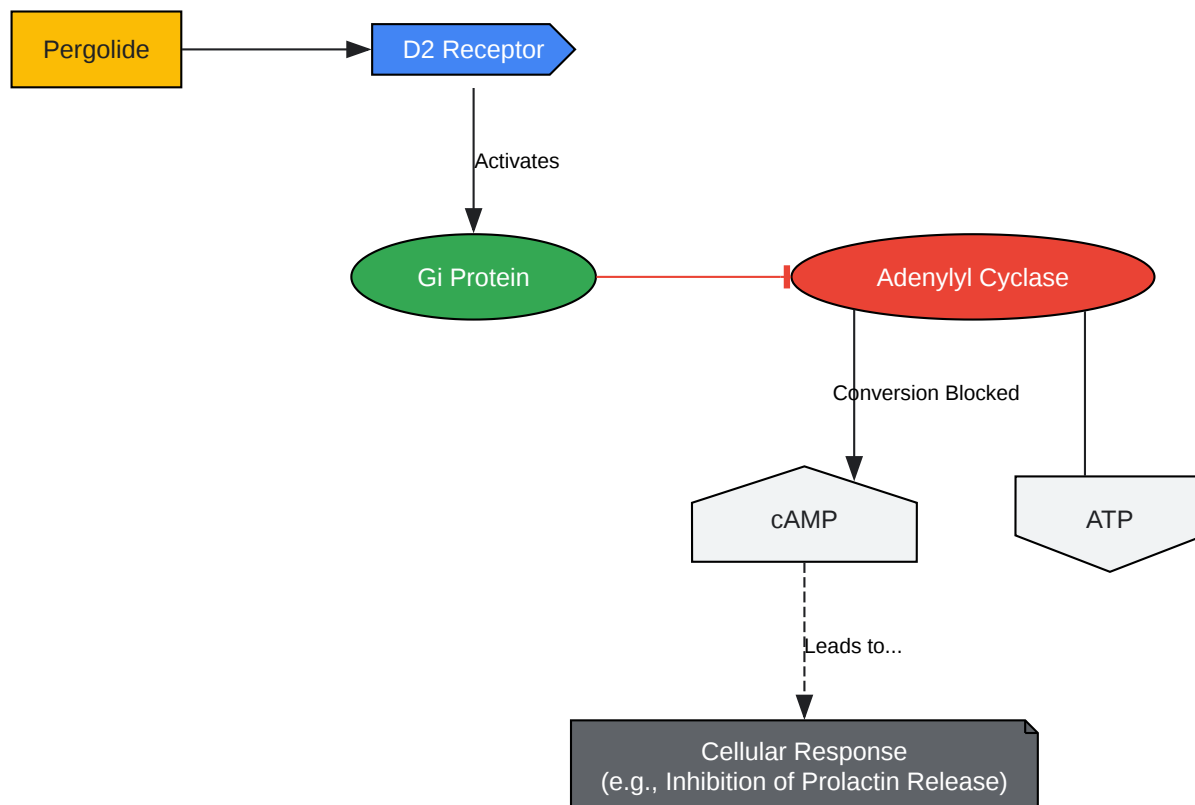 Pergolide
D2 Receptor
Activates
Gi Protein
Adenylyl Cyclase
Conversion Blocked
cAMP
ATP
Leads to...
Cellular Response
(e.g., Inhibition of Prolactin Release)